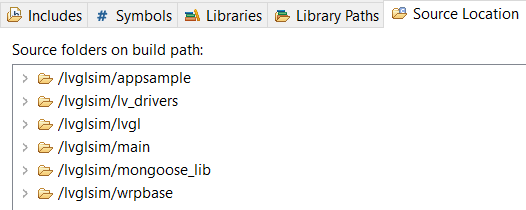 Includes # Symbols Libraries Library Paths Source Location
Source folders on build path:
/lvglsim/appsample
/lvglsim/lv_drivers
/lvglsim/lvgl
/lvglsim/main
/lvglsim/mongoose_lib
/lvglsim/wrpbase